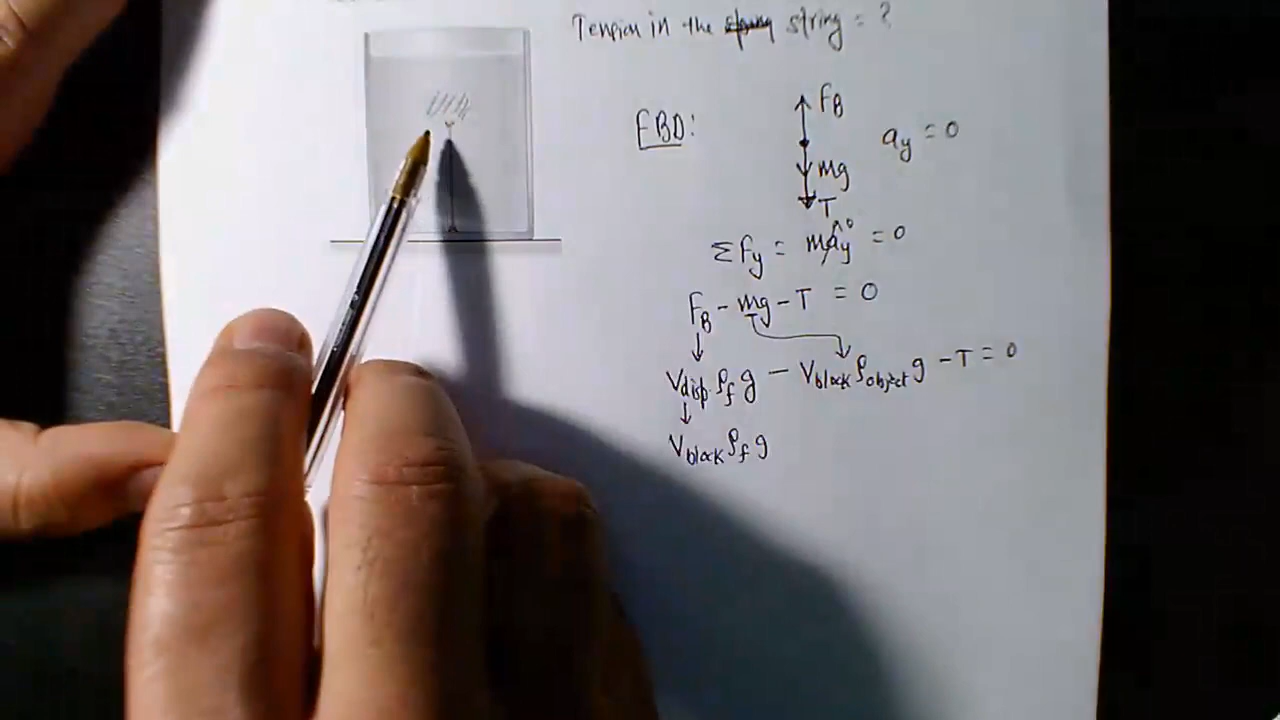 Tension in the string = ?
FBD:
F_B
a_y = 0
mg
T
ΣF_y = ma_y^0 = 0
F_B - mg - T = 0
V_disp. ρ_f g - V_block ρ_object g - T = 0
V_block ρ_f g